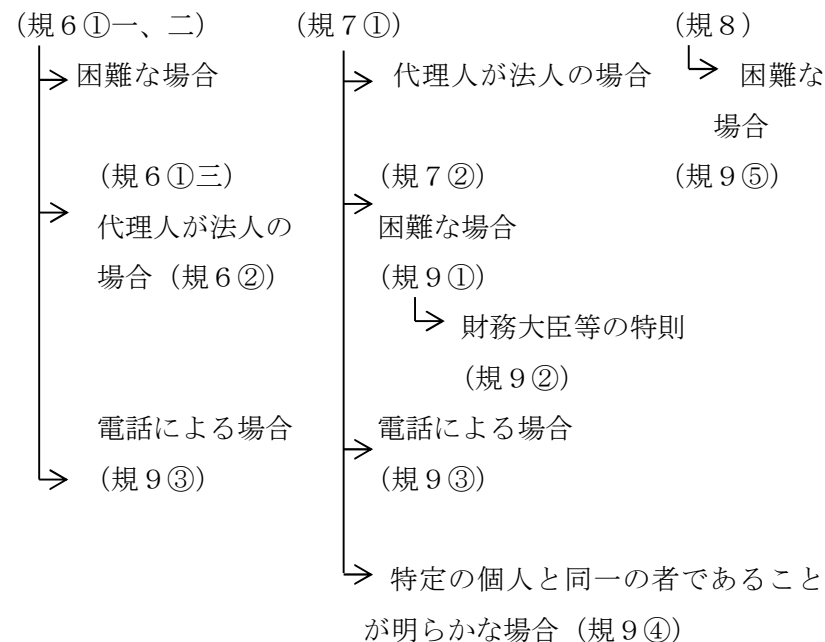 （規６①一、二）　（規７①）　（規８）
困難な場合
（規６①三）
代理人が法人の
場合（規６②）
電話による場合
（規９③）
代理人が法人の場合
（規７②）
困難な場合
（規９①）
財務大臣等の特則
（規９②）
電話による場合
（規９③）
特定の個人と同一の者であること
が明らかな場合（規９④）
困難な
場合
（規９⑤）